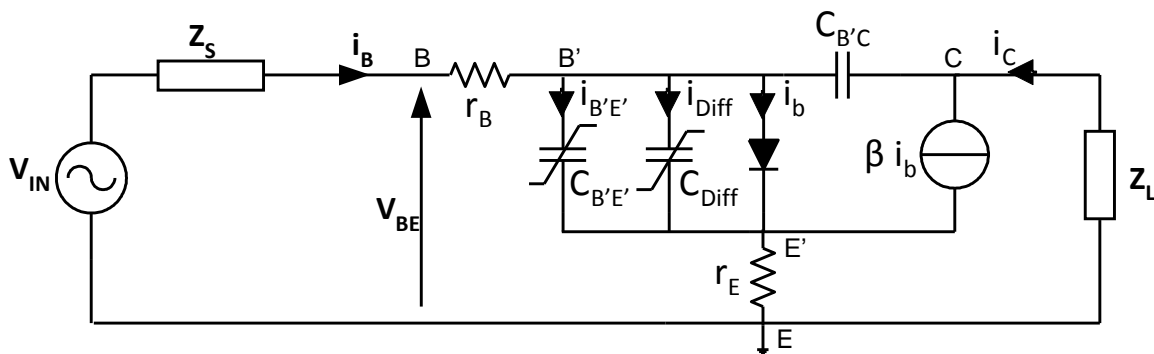 Z_S
i_B
B
r_B
B'
i_B'E'
i_Diff
i_b
C_B'C
C
i_C
V_IN
V_BE
C_B'E'
C_Diff
β i_b
Z_L
E'
r_E
E